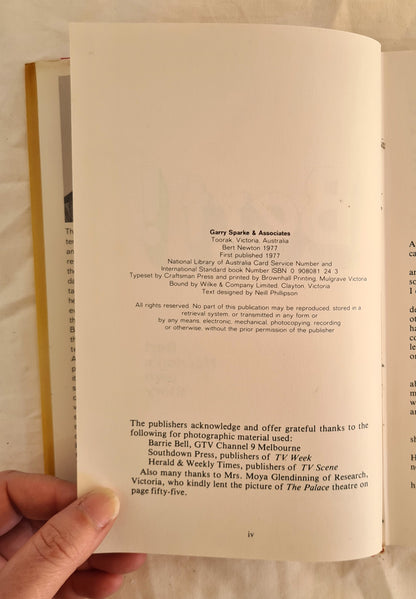 Garry Sparke & Associates
Toorak, Victoria, Australia
Bert Newton 1977
First published 1977
National Library of Australia Card Service Number and
International Standard book Number ISBN 0 908081 24 3
Typeset by Craftsman Press and printed by Brownhall Printing, Mulgrave Victoria
Bound by Wilke & Company Limited, Clayton, Victoria
Text designed by Neill Phillipson
All rights reserved. No part of this publication may be reproduced, stored in a
retrieval system, or transmitted in any form or
by any means, electronic, mechanical, photocopying, recording
or otherwise, without the prior permission of the publisher
The publishers acknowledge and offer grateful thanks to the
following for photographic material used:
Barrie Bell, GTV Channel 9 Melbourne
Southdown Press, publishers of TV Week
Herald & Weekly Times, publishers of TV Scene
Also many thanks to Mrs. Moya Glendinning of Research,
Victoria, who kindly lent the picture of The Palace theatre on
page fifty-five.
iv